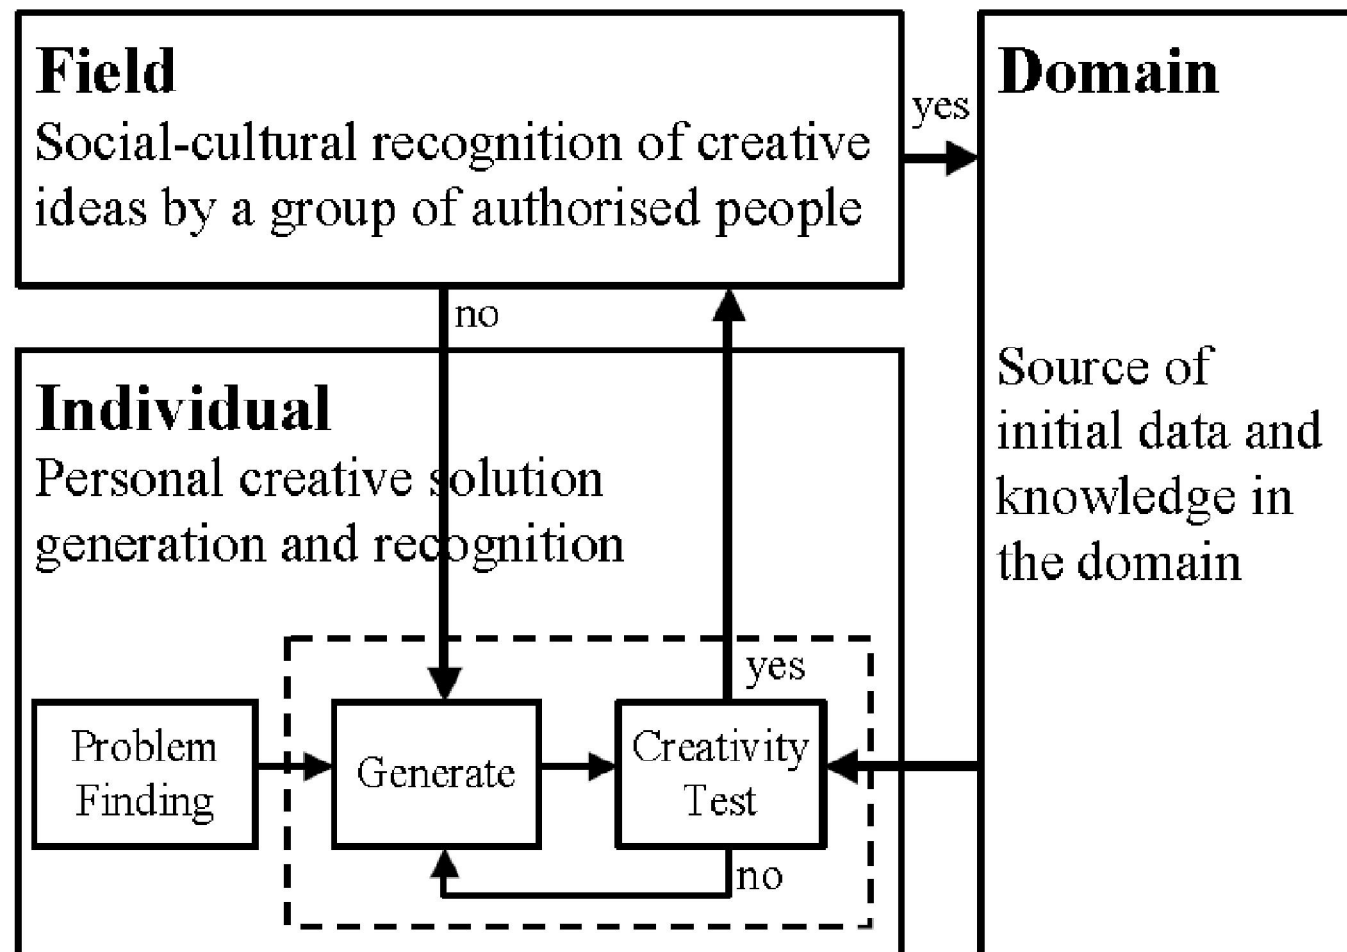 Field
Social-cultural recognition of creative
ideas by a group of authorised people
yes
Domain
no
Individual
Personal creative solution
generation and recognition
Source of
initial data and
knowledge in
the domain
yes
Problem
Finding
Generate
Creativity
Test
no